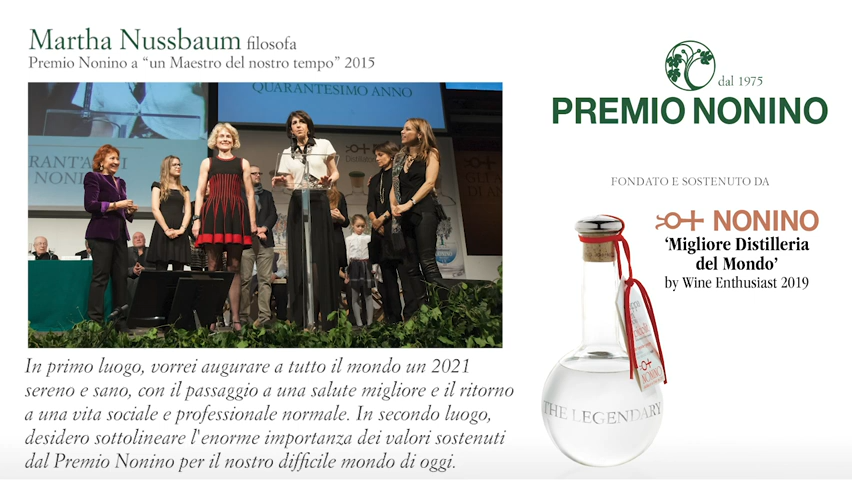 Martha Nussbaum filosofa
Premio Nonino a “un Maestro del nostro tempo” 2015
QUARANTESIMO ANNO
In primo luogo, vorrei augurare a tutto il mondo un 2021
sereno e sano, con il passaggio a una salute migliore e il ritorno
a una vita sociale e professionale normale. In secondo luogo,
desidero sottolineare l'enorme importanza dei valori sostenuti
dal Premio Nonino per il nostro difficile mondo di oggi.
dal 1975
PREMIO NONINO
FONDATO E SOSTENUTO DA
NONINO
‘Migliore Distilleria
del Mondo’
by Wine Enthusiast 2019
NONINO
THE LEGENDARY